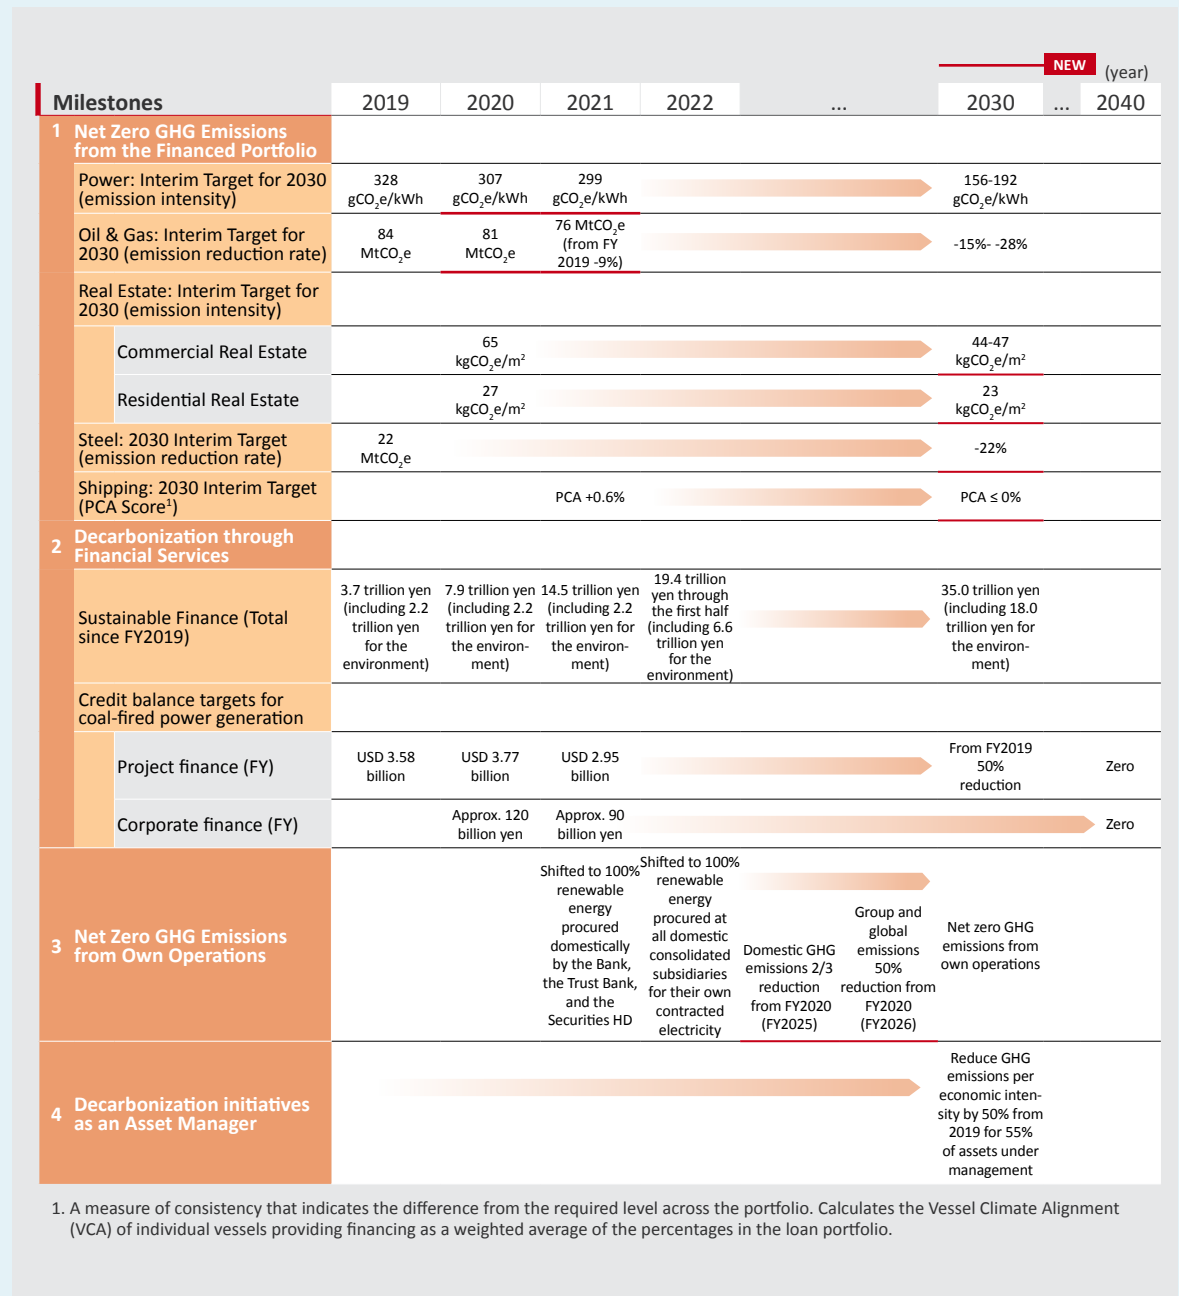 NEW
(year)
Milestones 2019 2020 2021 2022 ... 2030 ... 2040
1 Net Zero GHG Emissions
from the Financed Portfolio
Power: Interim Target for 2030
(emission intensity)
328
gCO₂e/kWh
307
gCO₂e/kWh
299
gCO₂e/kWh
156-192
gCO₂e/kWh
Oil & Gas: Interim Target for
2030 (emission reduction rate)
84
MtCO₂e
81
MtCO₂e
76 MtCO₂e
(from FY
2019 -9%)
-15%- -28%
Real Estate: Interim Target for
2030 (emission intensity)
Commercial Real Estate
65
kgCO₂e/m²
44-47
kgCO₂e/m²
Residential Real Estate
27
kgCO₂e/m²
23
kgCO₂e/m²
Steel: 2030 Interim Target
(emission reduction rate)
22
MtCO₂e
-22%
Shipping: 2030 Interim Target
(PCA Score¹)
PCA +0.6%
PCA ≤ 0%
2 Decarbonization through
Financial Services
Sustainable Finance (Total
since FY2019)
3.7 trillion yen
(including 2.2
trillion yen
for the
environment)
7.9 trillion yen
(including 2.2
trillion yen for
the environ-
ment)
14.5 trillion yen
(including 2.2
trillion yen for
the environ-
ment)
19.4 trillion
yen through
the first half
(including 6.6
trillion yen
for the
environment)
35.0 trillion yen
(including 18.0
trillion yen for
the environ-
ment)
Credit balance targets for
coal-fired power generation
Project finance (FY)
USD 3.58
billion
USD 3.77
billion
USD 2.95
billion
From FY2019
50%
reduction
Zero
Corporate finance (FY)
Approx. 120
billion yen
Approx. 90
billion yen
Zero
3 Net Zero GHG Emissions
from Own Operations
Shifted to 100%
renewable
energy
procured
domestically
by the Bank,
the Trust Bank,
and the
Securities HD
Shifted to 100%
renewable
energy
procured at
all domestic
consolidated
subsidiaries
for their own
contracted
electricity
Domestic GHG
emissions 2/3
reduction
from FY2020
(FY2025)
Group and
global
emissions
50%
reduction from
FY2020
(FY2026)
Net zero GHG
emissions from
own operations
4 Decarbonization initiatives
as an Asset Manager
Reduce GHG
emissions per
economic inten-
sity by 50% from
2019 for 55%
of assets under
management
1. A measure of consistency that indicates the difference from the required level across the portfolio. Calculates the Vessel Climate Alignment
(VCA) of individual vessels providing financing as a weighted average of the percentages in the loan portfolio.